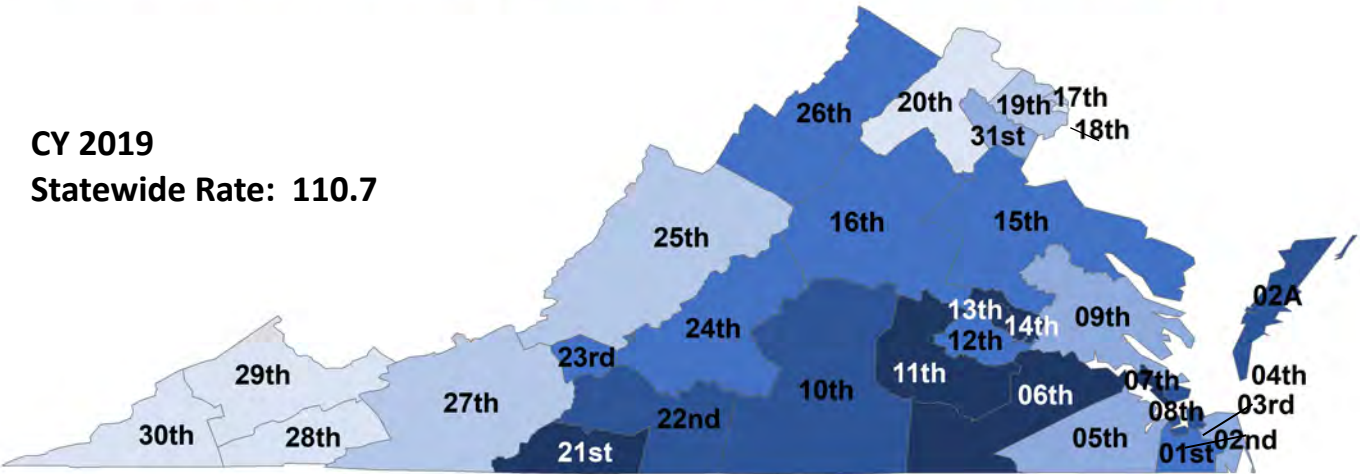 CY 2019
Statewide Rate: 110.7
26th
20th
19th
17th
18th
31st
25th
16th
15th
02A
13th
14th
09th
24th
12th
23rd
11th
29th
27th
10th
06th
07th
04th
03rd
08th
30th
28th
22nd
21st
05th
02nd
01st